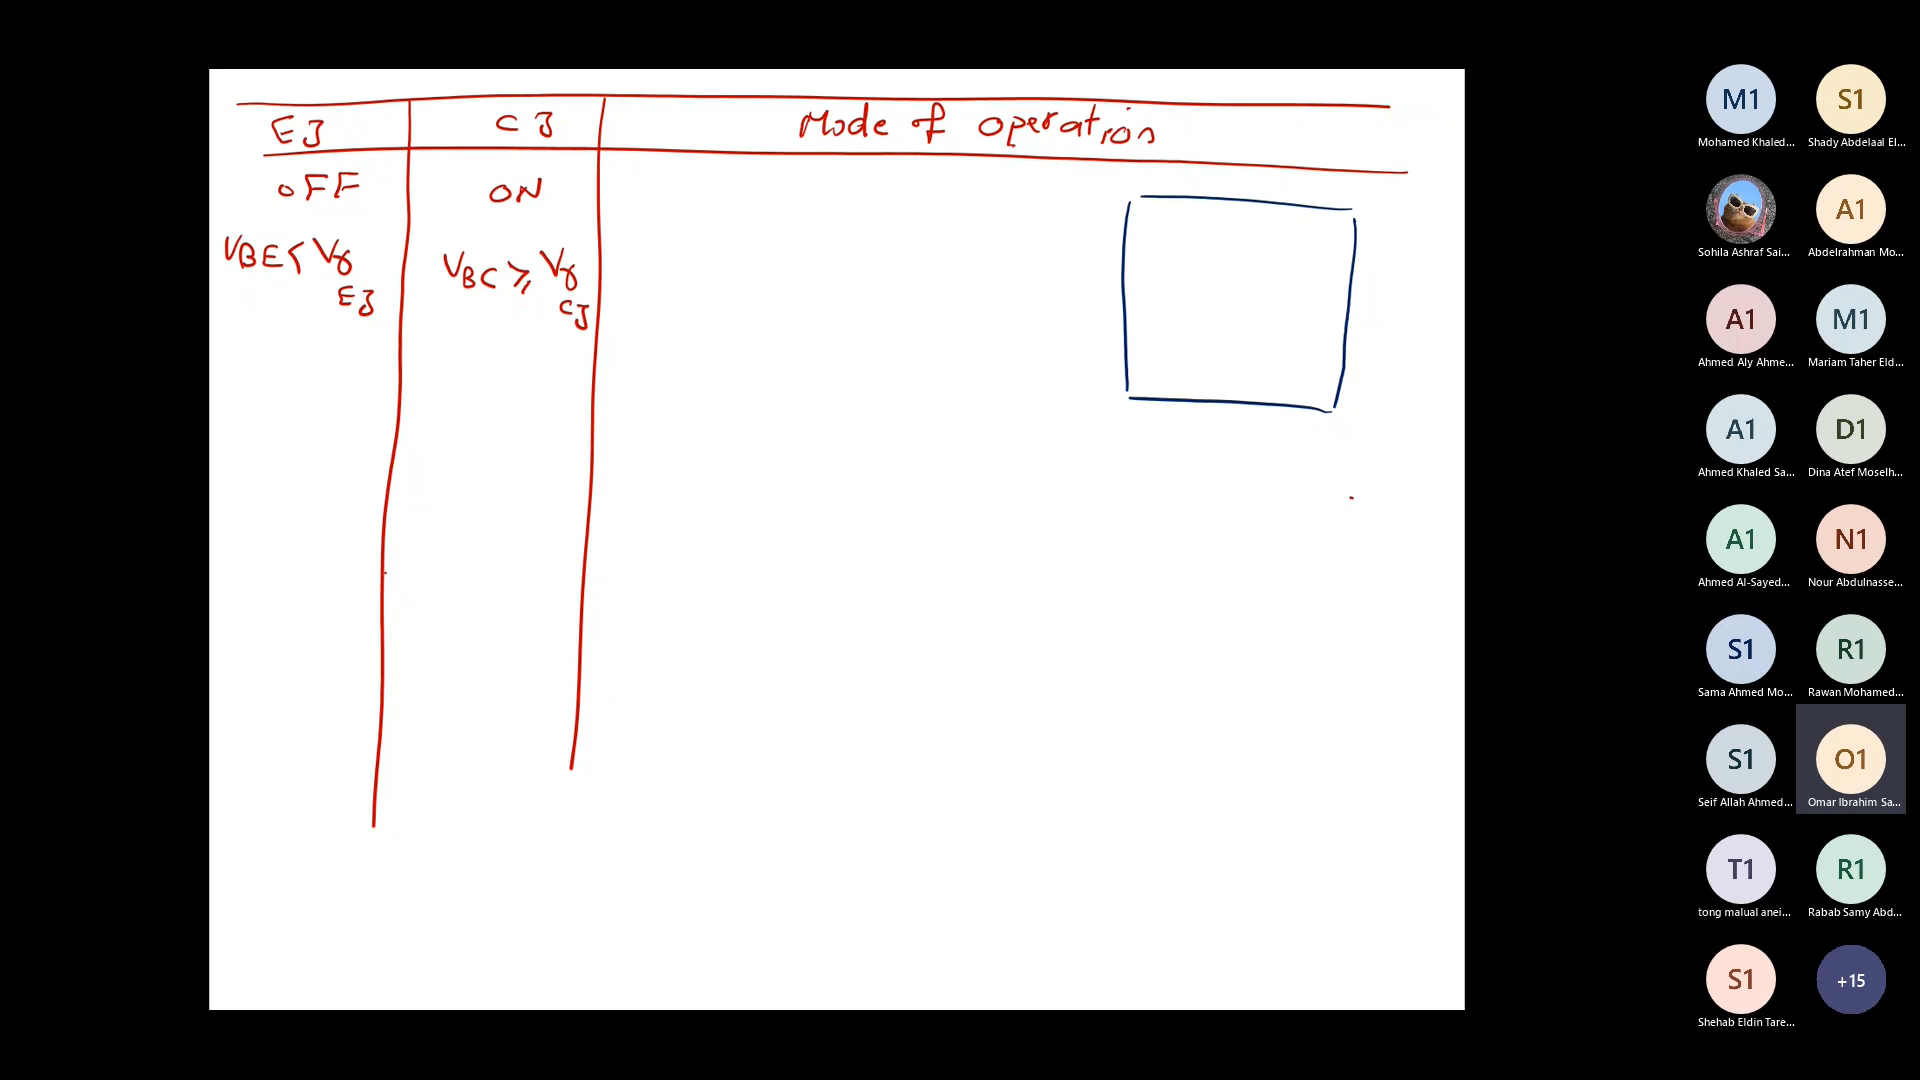 EJ CJ Mode of operation
OFF ON
VBE < Vγ VBC ⩾ Vγ
EJ CJ
M1 S1
Mohamed Khaled... Shady Abdelaal El...
A1
Sohila Ashraf Sai... Abdelrahman Mo...
A1 M1
Ahmed Aly Ahme... Mariam Taher Eld...
A1 D1
Ahmed Khaled Sa... Dina Atef Moselh...
A1 N1
Ahmed Al-Sayed... Nour Abdulnasse...
S1 R1
Sama Ahmed Mo... Rawan Mohamed...
S1 O1
Seif Allah Ahmed... Omar Ibrahim Sa...
T1 R1
tong malual anei... Rabab Samy Abd...
S1 +15
Shehab Eldin Tare...